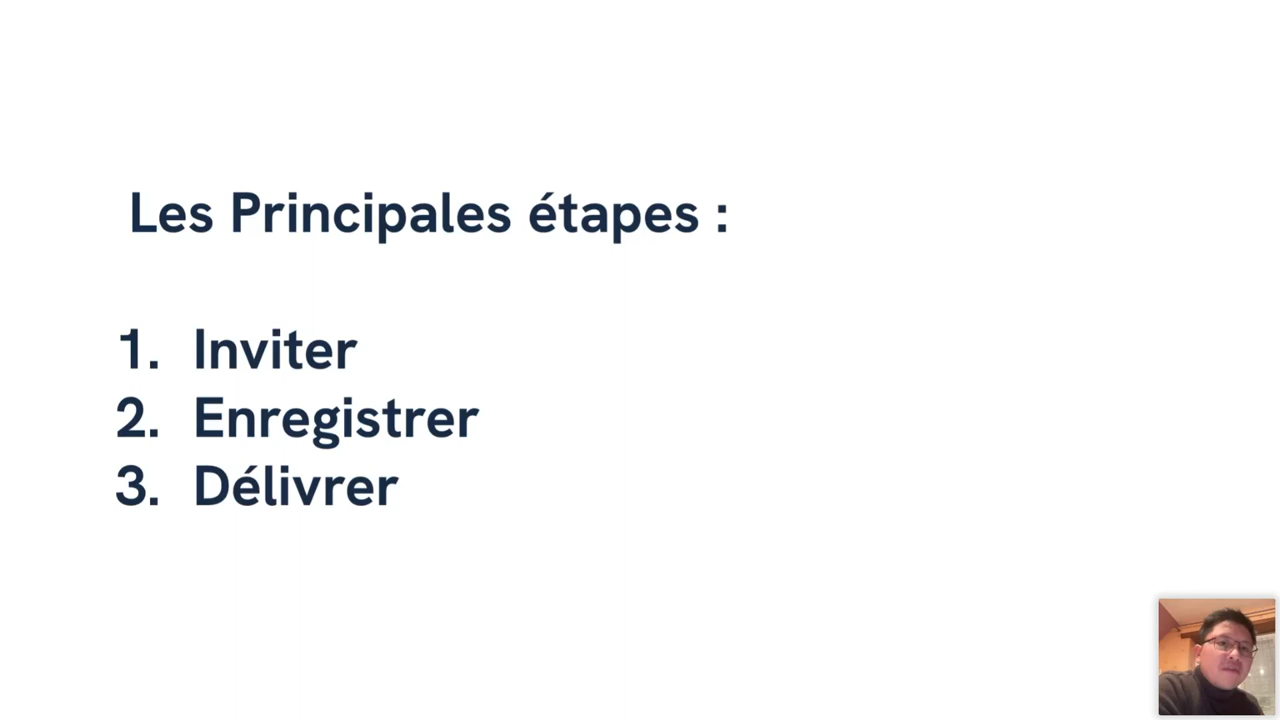 Les Principales étapes :
1. Inviter
2. Enregistrer
3. Délivrer